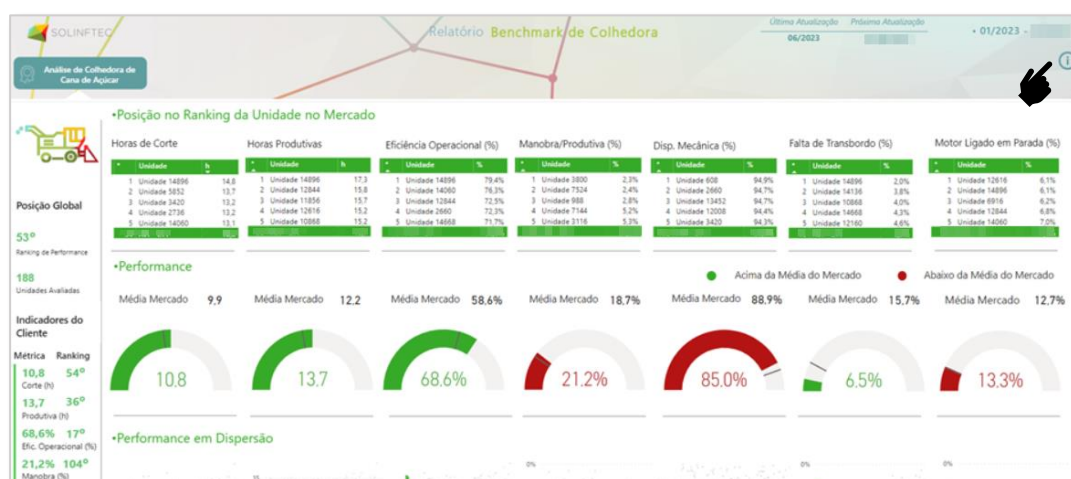 SOLINFTEC
Relatório Benchmark de Colhedora
Última Atualização Próxima Atualização
06/2023
• 01/2023 -
Análise de Colhedora de
Cana de Açúcar
•Posição no Ranking da Unidade no Mercado
Horas de Corte
Unidade h
1 Unidade 14896 14,8
2 Unidade 5852 13,7
3 Unidade 3420 13,2
4 Unidade 2736 13,2
5 Unidade 14060 13,1
Horas Produtivas
Unidade h
1 Unidade 14896 17,3
2 Unidade 12844 15,8
3 Unidade 11856 15,7
4 Unidade 12616 15,2
5 Unidade 10868 15,2
Eficiência Operacional (%)
Unidade %
1 Unidade 14896 79,4%
2 Unidade 14060 76,3%
3 Unidade 12844 72,5%
4 Unidade 2660 72,3%
5 Unidade 14668 71,7%
Manobra/Produtiva (%)
Unidade %
1 Unidade 3800 2,3%
2 Unidade 7524 2,4%
3 Unidade 988 2,8%
4 Unidade 7144 5,2%
5 Unidade 3116 5,3%
Disp. Mecânica (%)
Unidade %
1 Unidade 608 94,9%
2 Unidade 2660 94,7%
3 Unidade 13452 94,7%
4 Unidade 12008 94,4%
5 Unidade 3420 94,3%
Falta de Transbordo (%)
Unidade %
1 Unidade 14896 2,0%
2 Unidade 14136 3,8%
3 Unidade 10868 4,0%
4 Unidade 14668 4,3%
5 Unidade 12160 4,6%
Motor Ligado em Parada (%)
Unidade %
1 Unidade 12616 6,1%
2 Unidade 14896 6,1%
3 Unidade 6916 6,2%
4 Unidade 12844 6,8%
5 Unidade 14060 7,0%
Posição Global
53º
Ranking de Performance
188
Unidades Avaliadas
Indicadores do
Cliente
Métrica Ranking
10,8 54º
Corte (h)
13,7 36º
Produtiva (h)
68,6% 17º
Efic. Operacional (%)
21,2% 104º
Manobra (%)
•Performance
Acima da Média do Mercado
Abaixo da Média do Mercado
Média Mercado 9,9
Média Mercado 12,2
Média Mercado 58,6%
Média Mercado 18,7%
Média Mercado 88,9%
Média Mercado 15,7%
Média Mercado 12,7%
10,8
13.7
68.6%
21.2%
85.0%
6.5%
13.3%
•Performance em Dispersão
0%
0%
0%